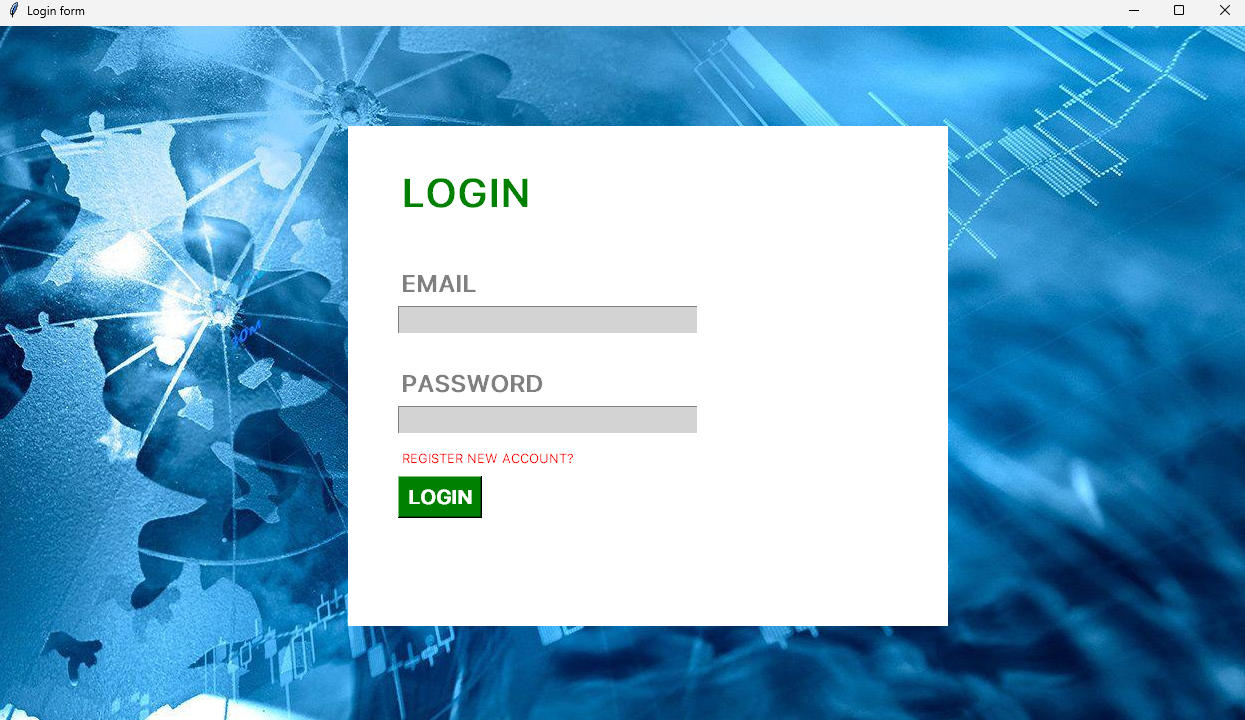 Login form
LOGIN
EMAIL
PASSWORD
REGISTER NEW ACCOUNT?
LOGIN